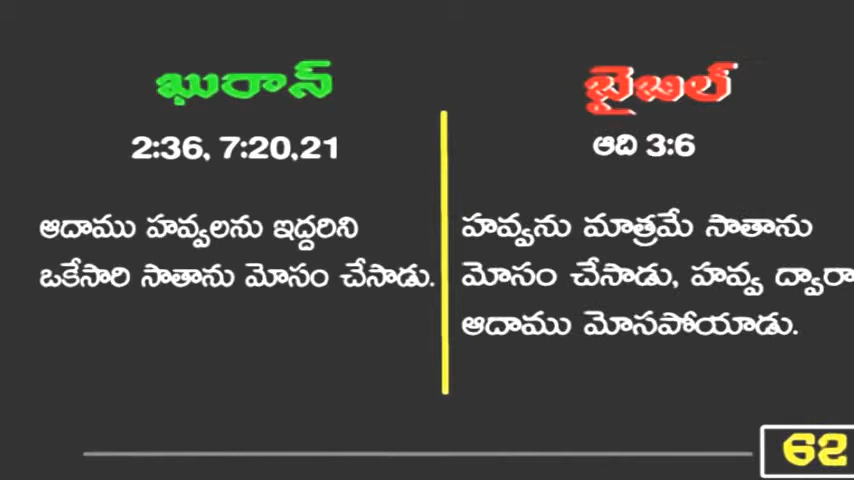 ఖురాన్
2:36, 7:20,21
ఆదాము హవ్వలను ఇద్దరిని
ఒకేసారి సాతాను మోసం చేసాడు.
బైబిల్
ఆది 3:6
హవ్వను మాత్రమే సాతాను
మోసం చేసాడు, హవ్వ ద్వారా
ఆదాము మోసపోయాడు.
62